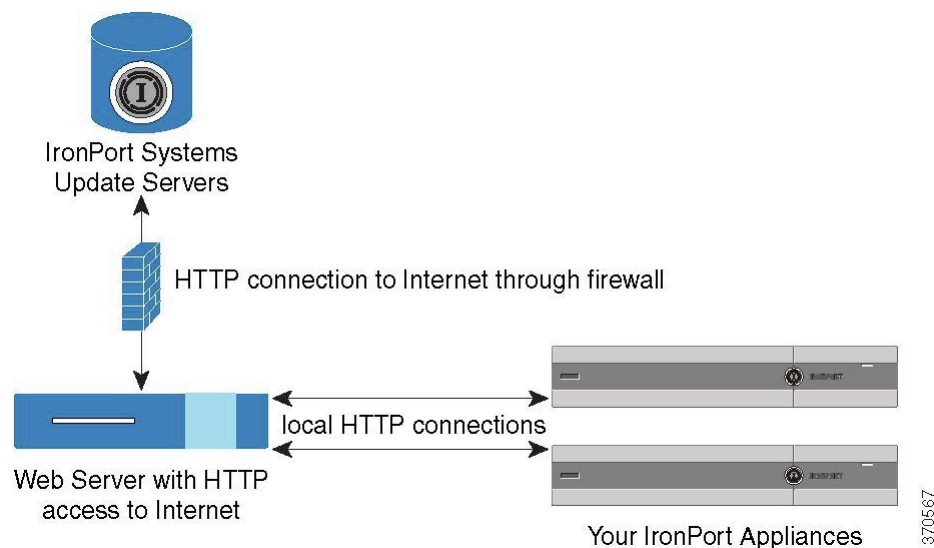 IronPort Systems
Update Servers
HTTP connection to Internet through firewall
local HTTP connections
Web Server with HTTP
access to Internet
Your IronPort Appliances
370567